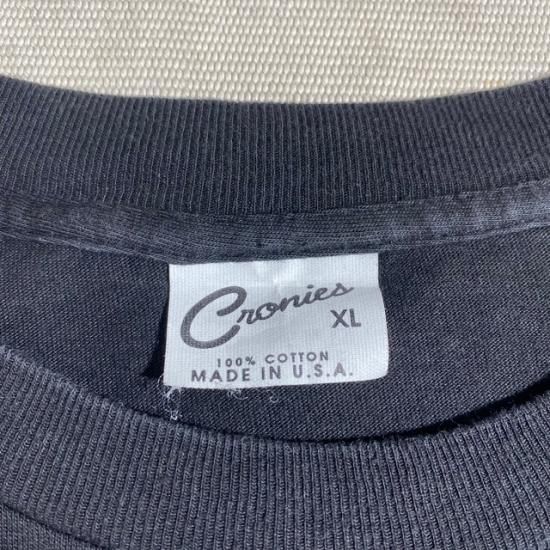 Cronies
XL
100% COTTON
MADE IN U.S.A.